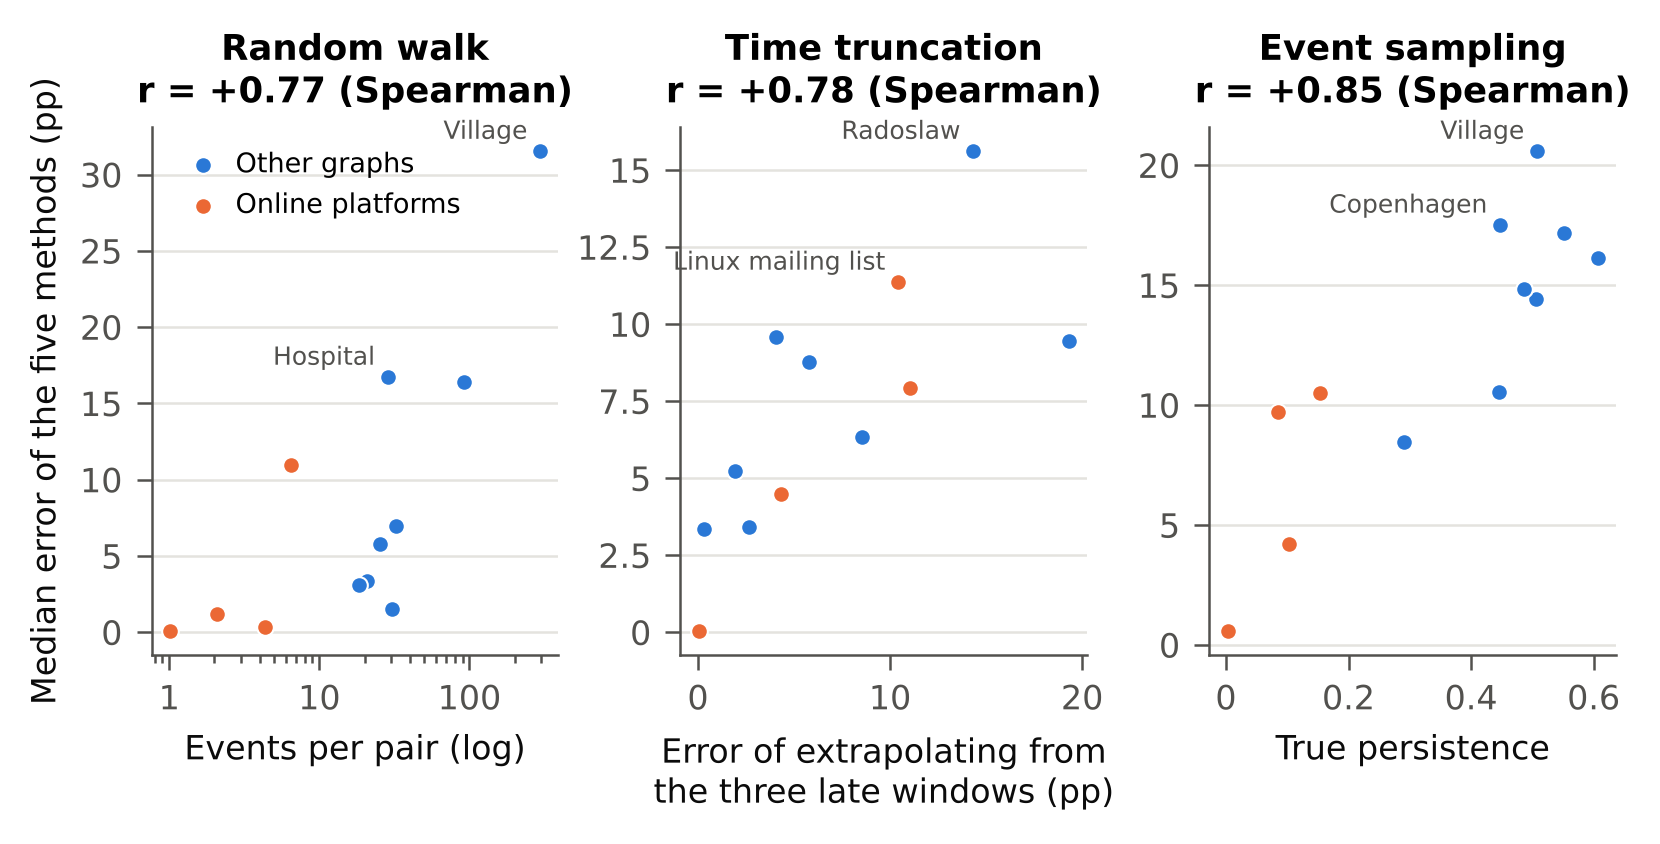 Random walk
r = +0.77 (Spearman)
Time truncation
r = +0.78 (Spearman)
Event sampling
r = +0.85 (Spearman)
Median error of the five methods (pp)
Village
Other graphs
Online platforms
Hospital
30
25
20
15
10
5
0
1
10
100
Events per pair (log)
Radoslaw
Linux mailing list
15
12.5
10
7.5
5
2.5
0
0
10
20
Error of extrapolating from
the three late windows (pp)
Village
Copenhagen
20
15
10
5
0
0
0.2
0.4
0.6
True persistence